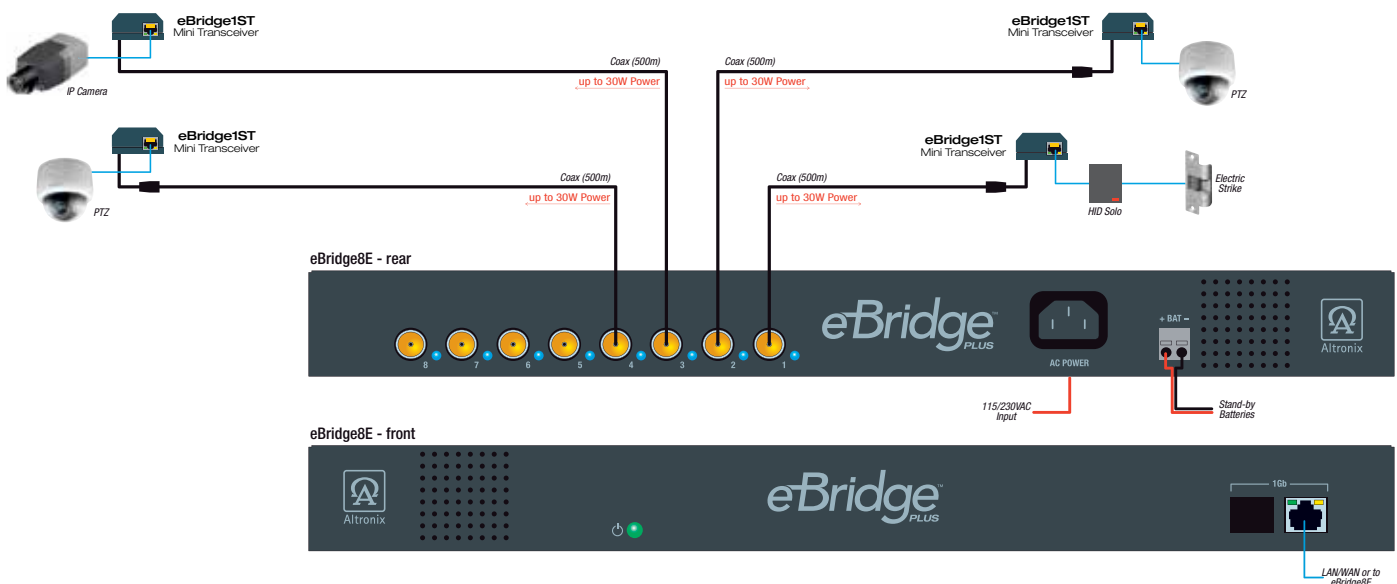 eBridge1ST
Mini Transceiver
IP Camera
Coax (500m)
up to 30W Power
eBridge1ST
Mini Transceiver
PTZ
Coax (500m)
up to 30W Power
eBridge1ST
Mini Transceiver
Coax (500m)
up to 30W Power
PTZ
eBridge1ST
Mini Transceiver
Coax (500m)
up to 30W Power
HID Solo
Electric
Strike
eBridge8E - rear
8 7 6 5 4 3 2 1
eBridge™
PLUS
AC POWER
+ BAT –
Altronix
115/230VAC
Input
Stand-by
Batteries
eBridge8E - front
Altronix
eBridge™
PLUS
1Gb
LAN/WAN or to
eBridge8E